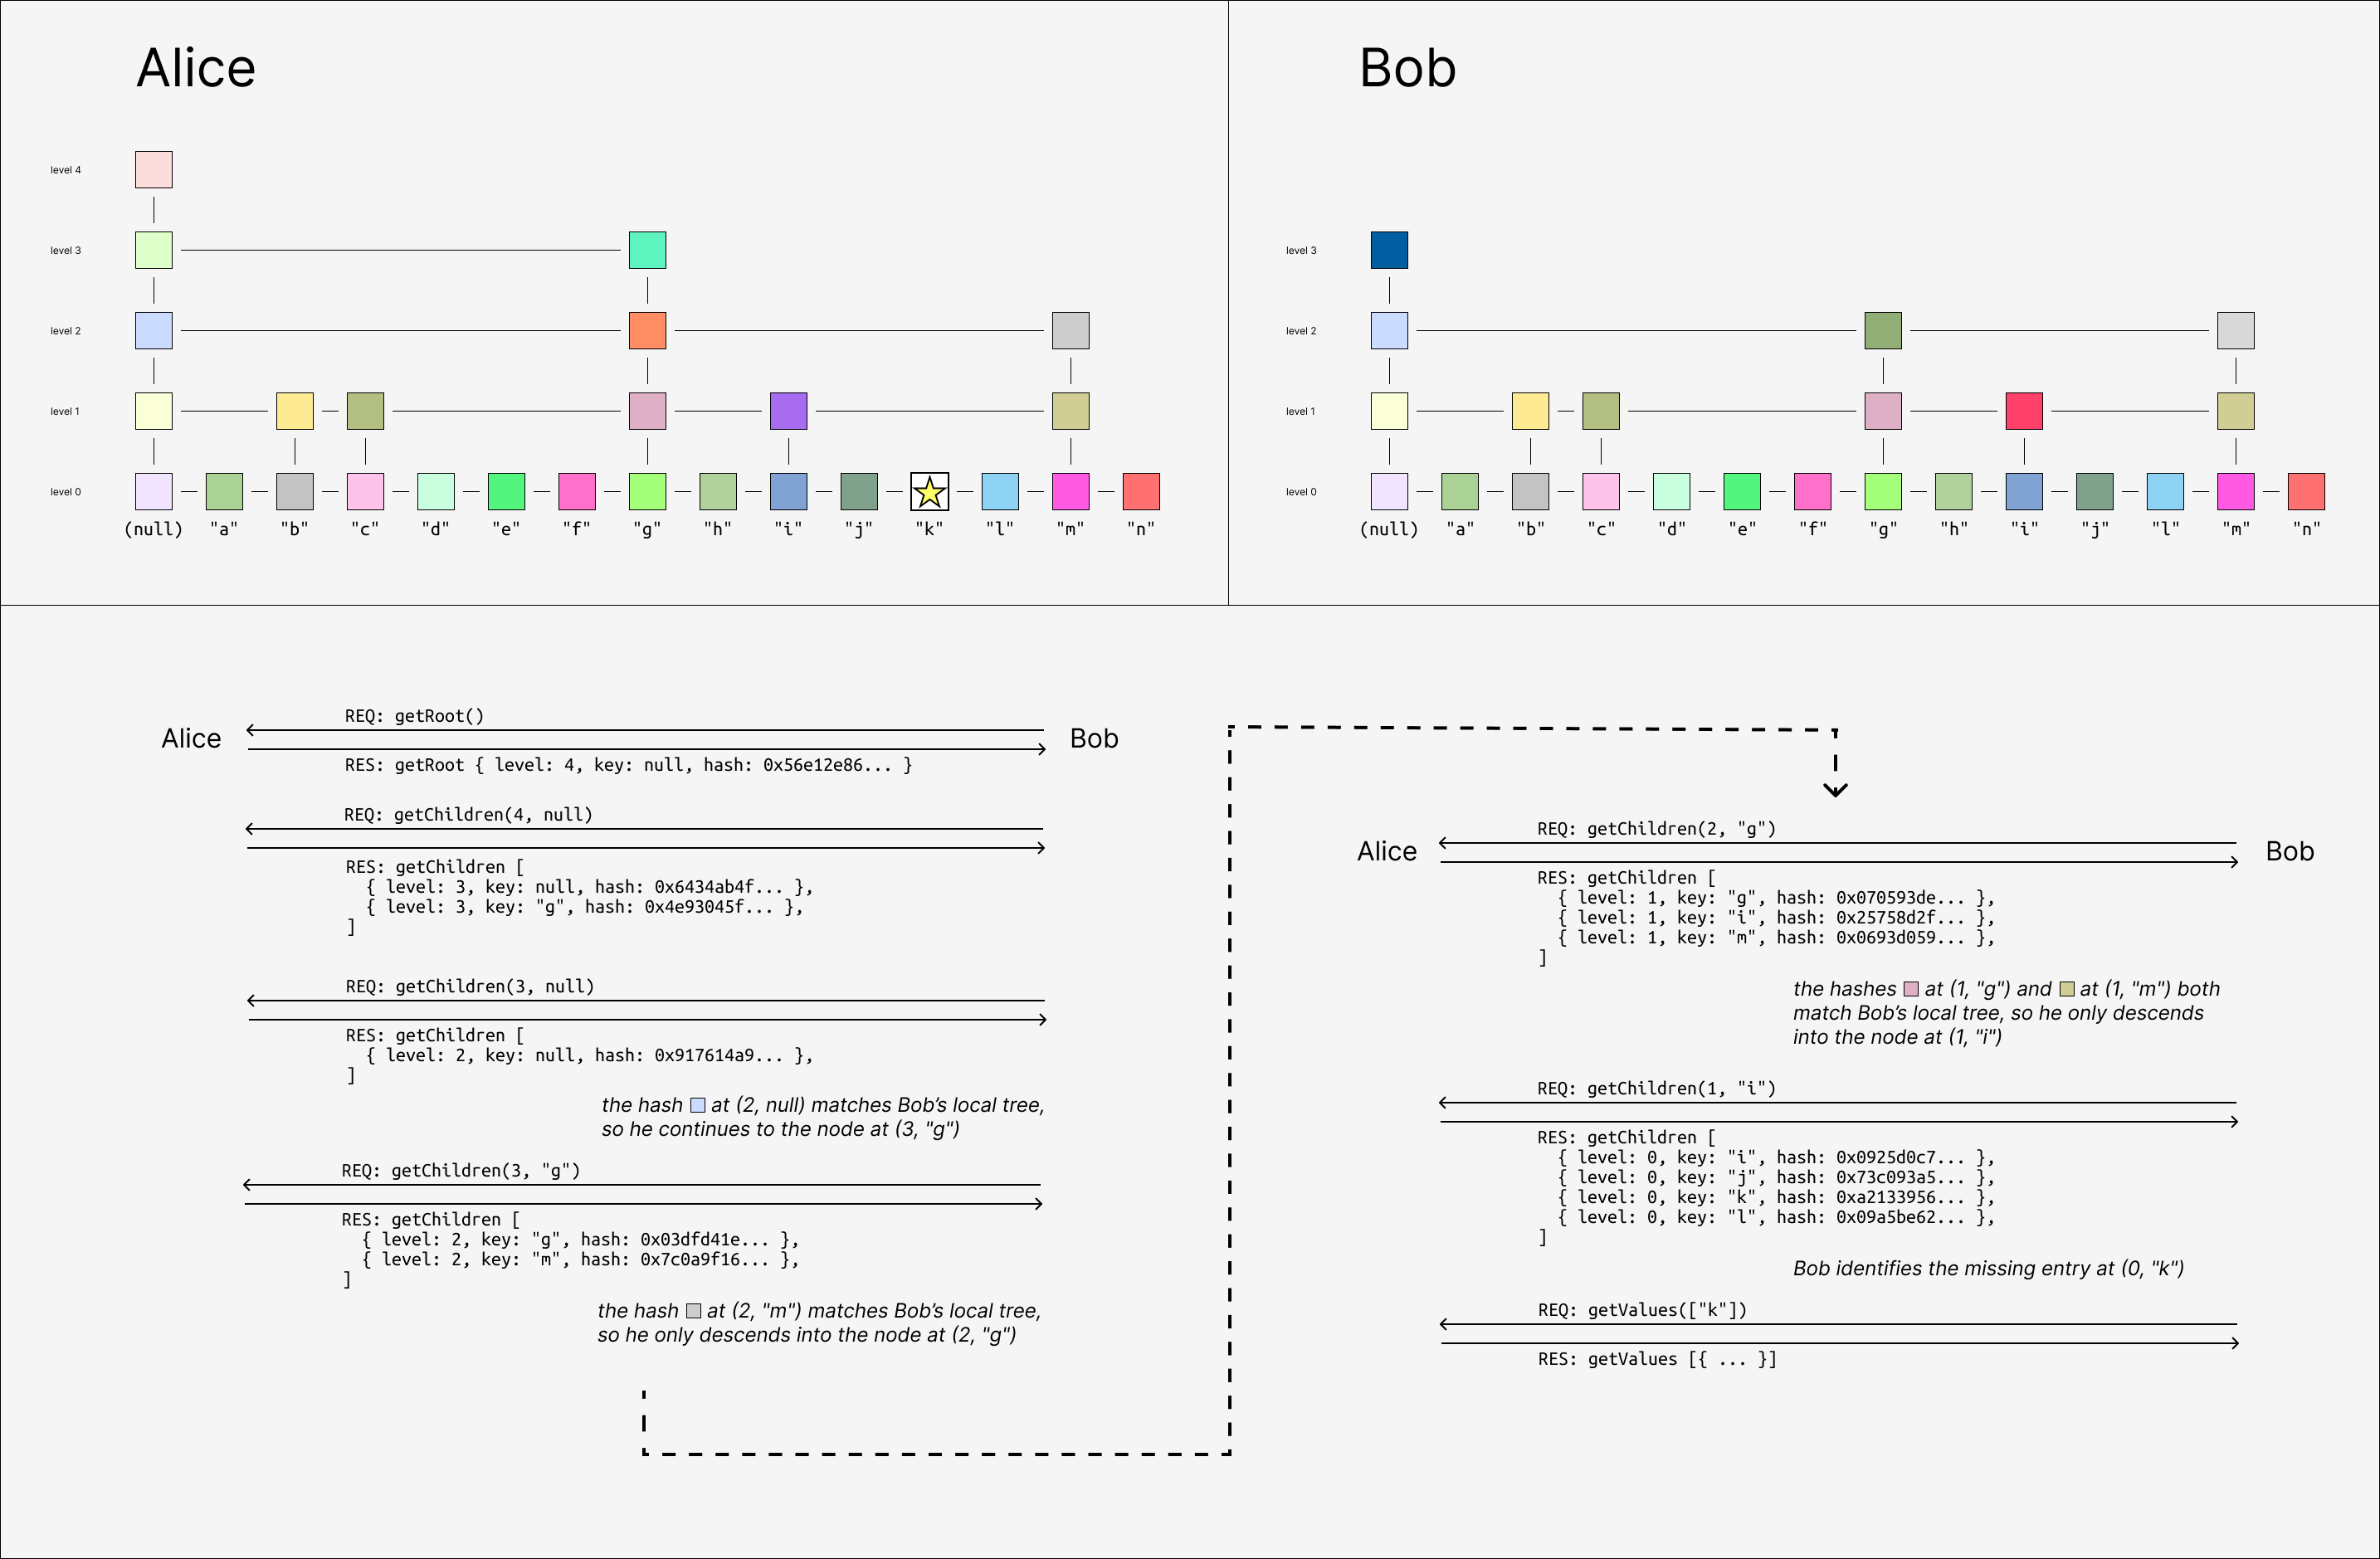 Alice
level 4
level 3
level 2
level 1
level 0
(null) "a" "b" "c" "d" "e" "f" "g" "h" "i" "j" "k" "l" "m" "n"
Bob
level 3
level 2
level 1
level 0
(null) "a" "b" "c" "d" "e" "f" "g" "h" "i" "j" "l" "m" "n"
Alice
Bob
REQ: getRoot()
RES: getRoot { level: 4, key: null, hash: 0x56e12e86... }
REQ: getChildren(4, null)
RES: getChildren [
{ level: 3, key: null, hash: 0x6434ab4f... },
{ level: 3, key: "g", hash: 0x4e93045f... },
]
REQ: getChildren(3, null)
RES: getChildren [
{ level: 2, key: null, hash: 0x917614a9... },
]
the hash at (2, null) matches Bob’s local tree,
so he continues to the node at (3, "g")
REQ: getChildren(3, "g")
RES: getChildren [
{ level: 2, key: "g", hash: 0x03dfd41e... },
{ level: 2, key: "m", hash: 0x7c0a9f16... },
]
the hash at (2, "m") matches Bob’s local tree,
so he only descends into the node at (2, "g")
Alice
Bob
REQ: getChildren(2, "g")
RES: getChildren [
{ level: 1, key: "g", hash: 0x070593de... },
{ level: 1, key: "i", hash: 0x25758d2f... },
{ level: 1, key: "m", hash: 0x0693d059... },
]
the hashes at (1, "g") and at (1, "m") both
match Bob’s local tree, so he only descends
into the node at (1, "i")
REQ: getChildren(1, "i")
RES: getChildren [
{ level: 0, key: "i", hash: 0x0925d0c7... },
{ level: 0, key: "j", hash: 0x73c093a5... },
{ level: 0, key: "k", hash: 0xa2133956... },
{ level: 0, key: "l", hash: 0x09a5be62... },
]
Bob identifies the missing entry at (0, "k")
REQ: getValues(["k"])
RES: getValues [{ ... }]